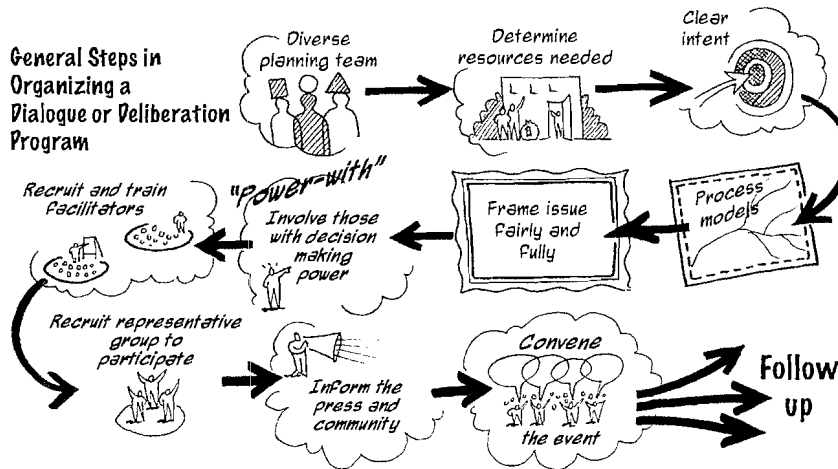 General Steps in
Organizing a
Dialogue or Deliberation
Program
Diverse
planning team
Determine
resources needed
Clear
intent
Process
models
Frame issue
fairly and
fully
"Power-with"
Involve those
with decision
making
power
Recruit and train
facilitators
Recruit representative
group to
participate
Inform the
press and
community
Convene
the event
Follow
up